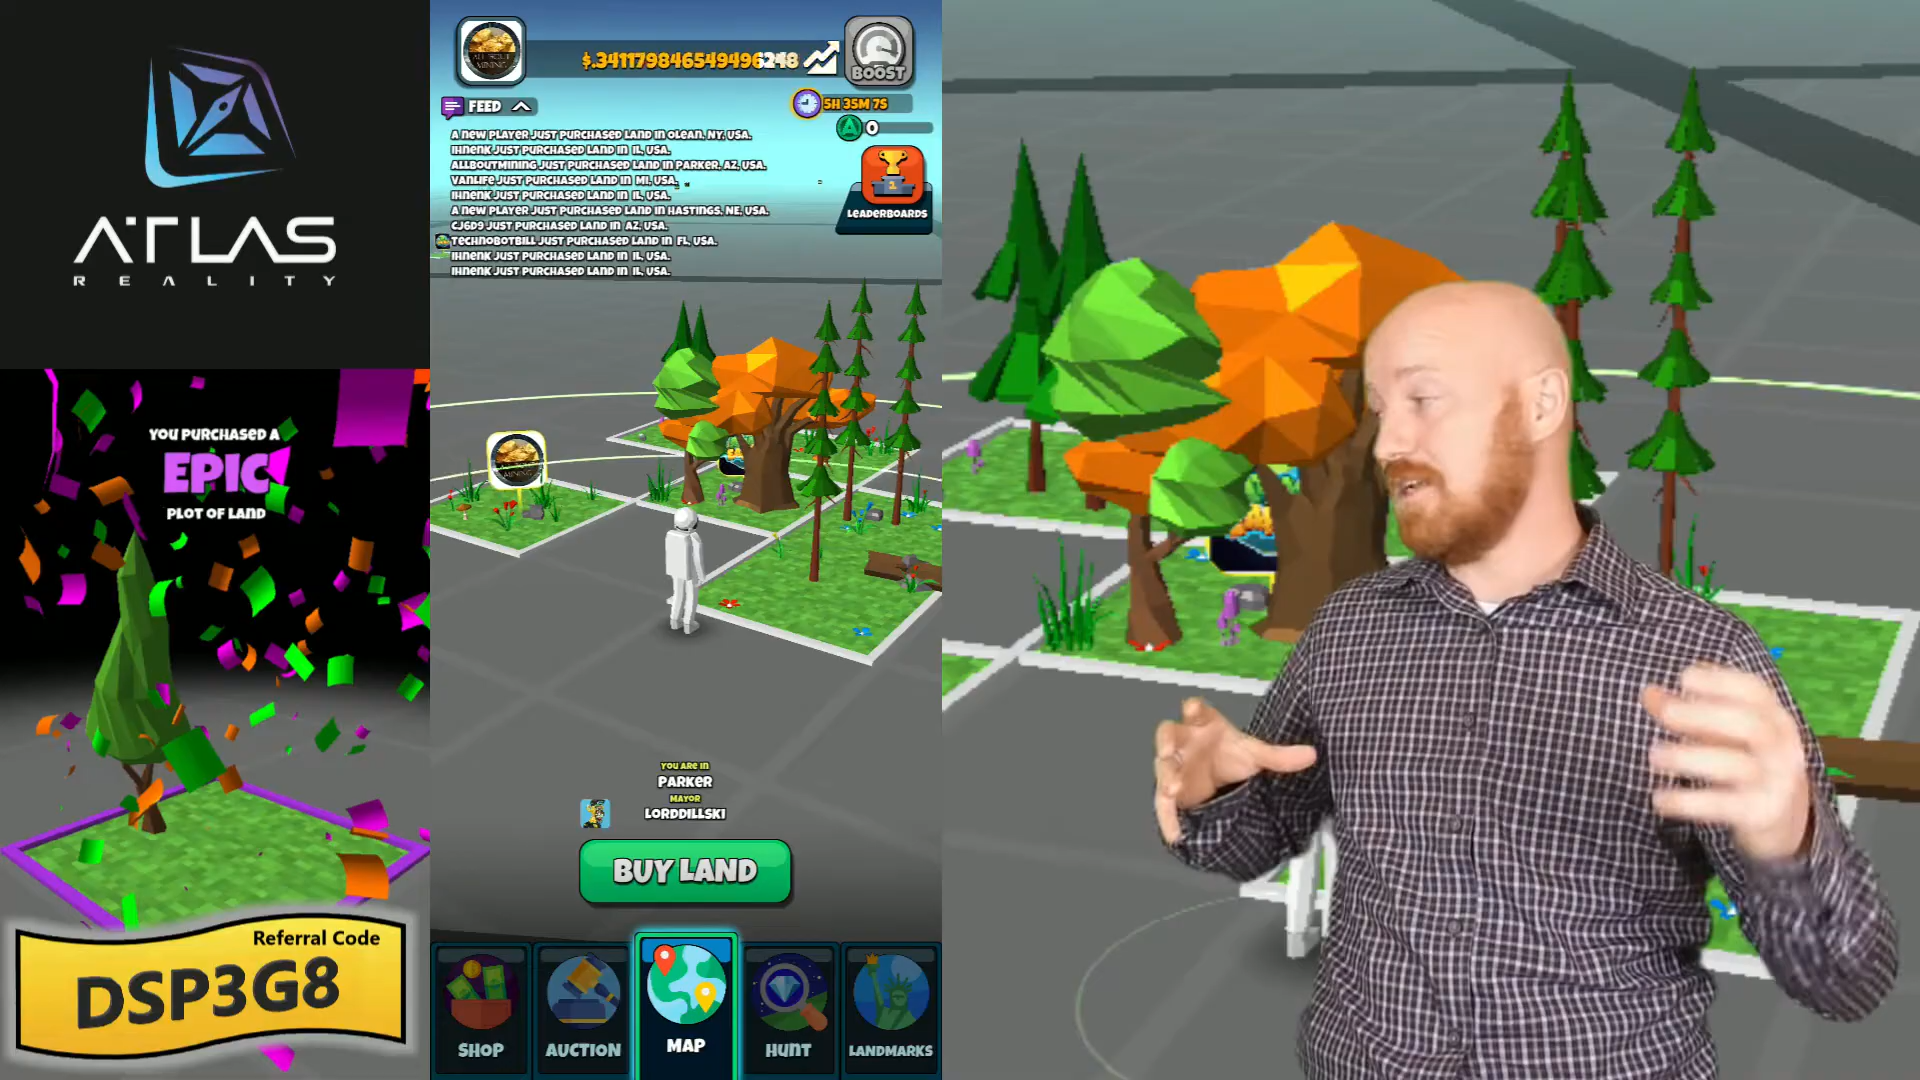 ATLAS
REALITY
YOU PURCHASED A
EPIC
PLOT OF LAND
Referral Code
DSP3G8
$.341179846549496248
BOOST
FEED
5H 35M 7S
0
LEADERBOARDS
A NEW PLAYER JUST PURCHASED LAND IN OLEAN, NY, USA.
IHNENK JUST PURCHASED LAND IN IL, USA.
ALLBOUTMINING JUST PURCHASED LAND IN PARKER, AZ, USA.
VANLIFE JUST PURCHASED LAND IN MI, USA.
IHNENK JUST PURCHASED LAND IN IL, USA.
A NEW PLAYER JUST PURCHASED LAND IN HASTINGS, NE, USA.
CJ6D9 JUST PURCHASED LAND IN AZ, USA.
TECHNOBOTBILL JUST PURCHASED LAND IN FL, USA.
IHNENK JUST PURCHASED LAND IN IL, USA.
IHNENK JUST PURCHASED LAND IN IL, USA.
YOU ARE IN
PARKER
MAYOR
LORDDILLSKI
BUY LAND
SHOP
AUCTION
MAP
HUNT
LANDMARKS